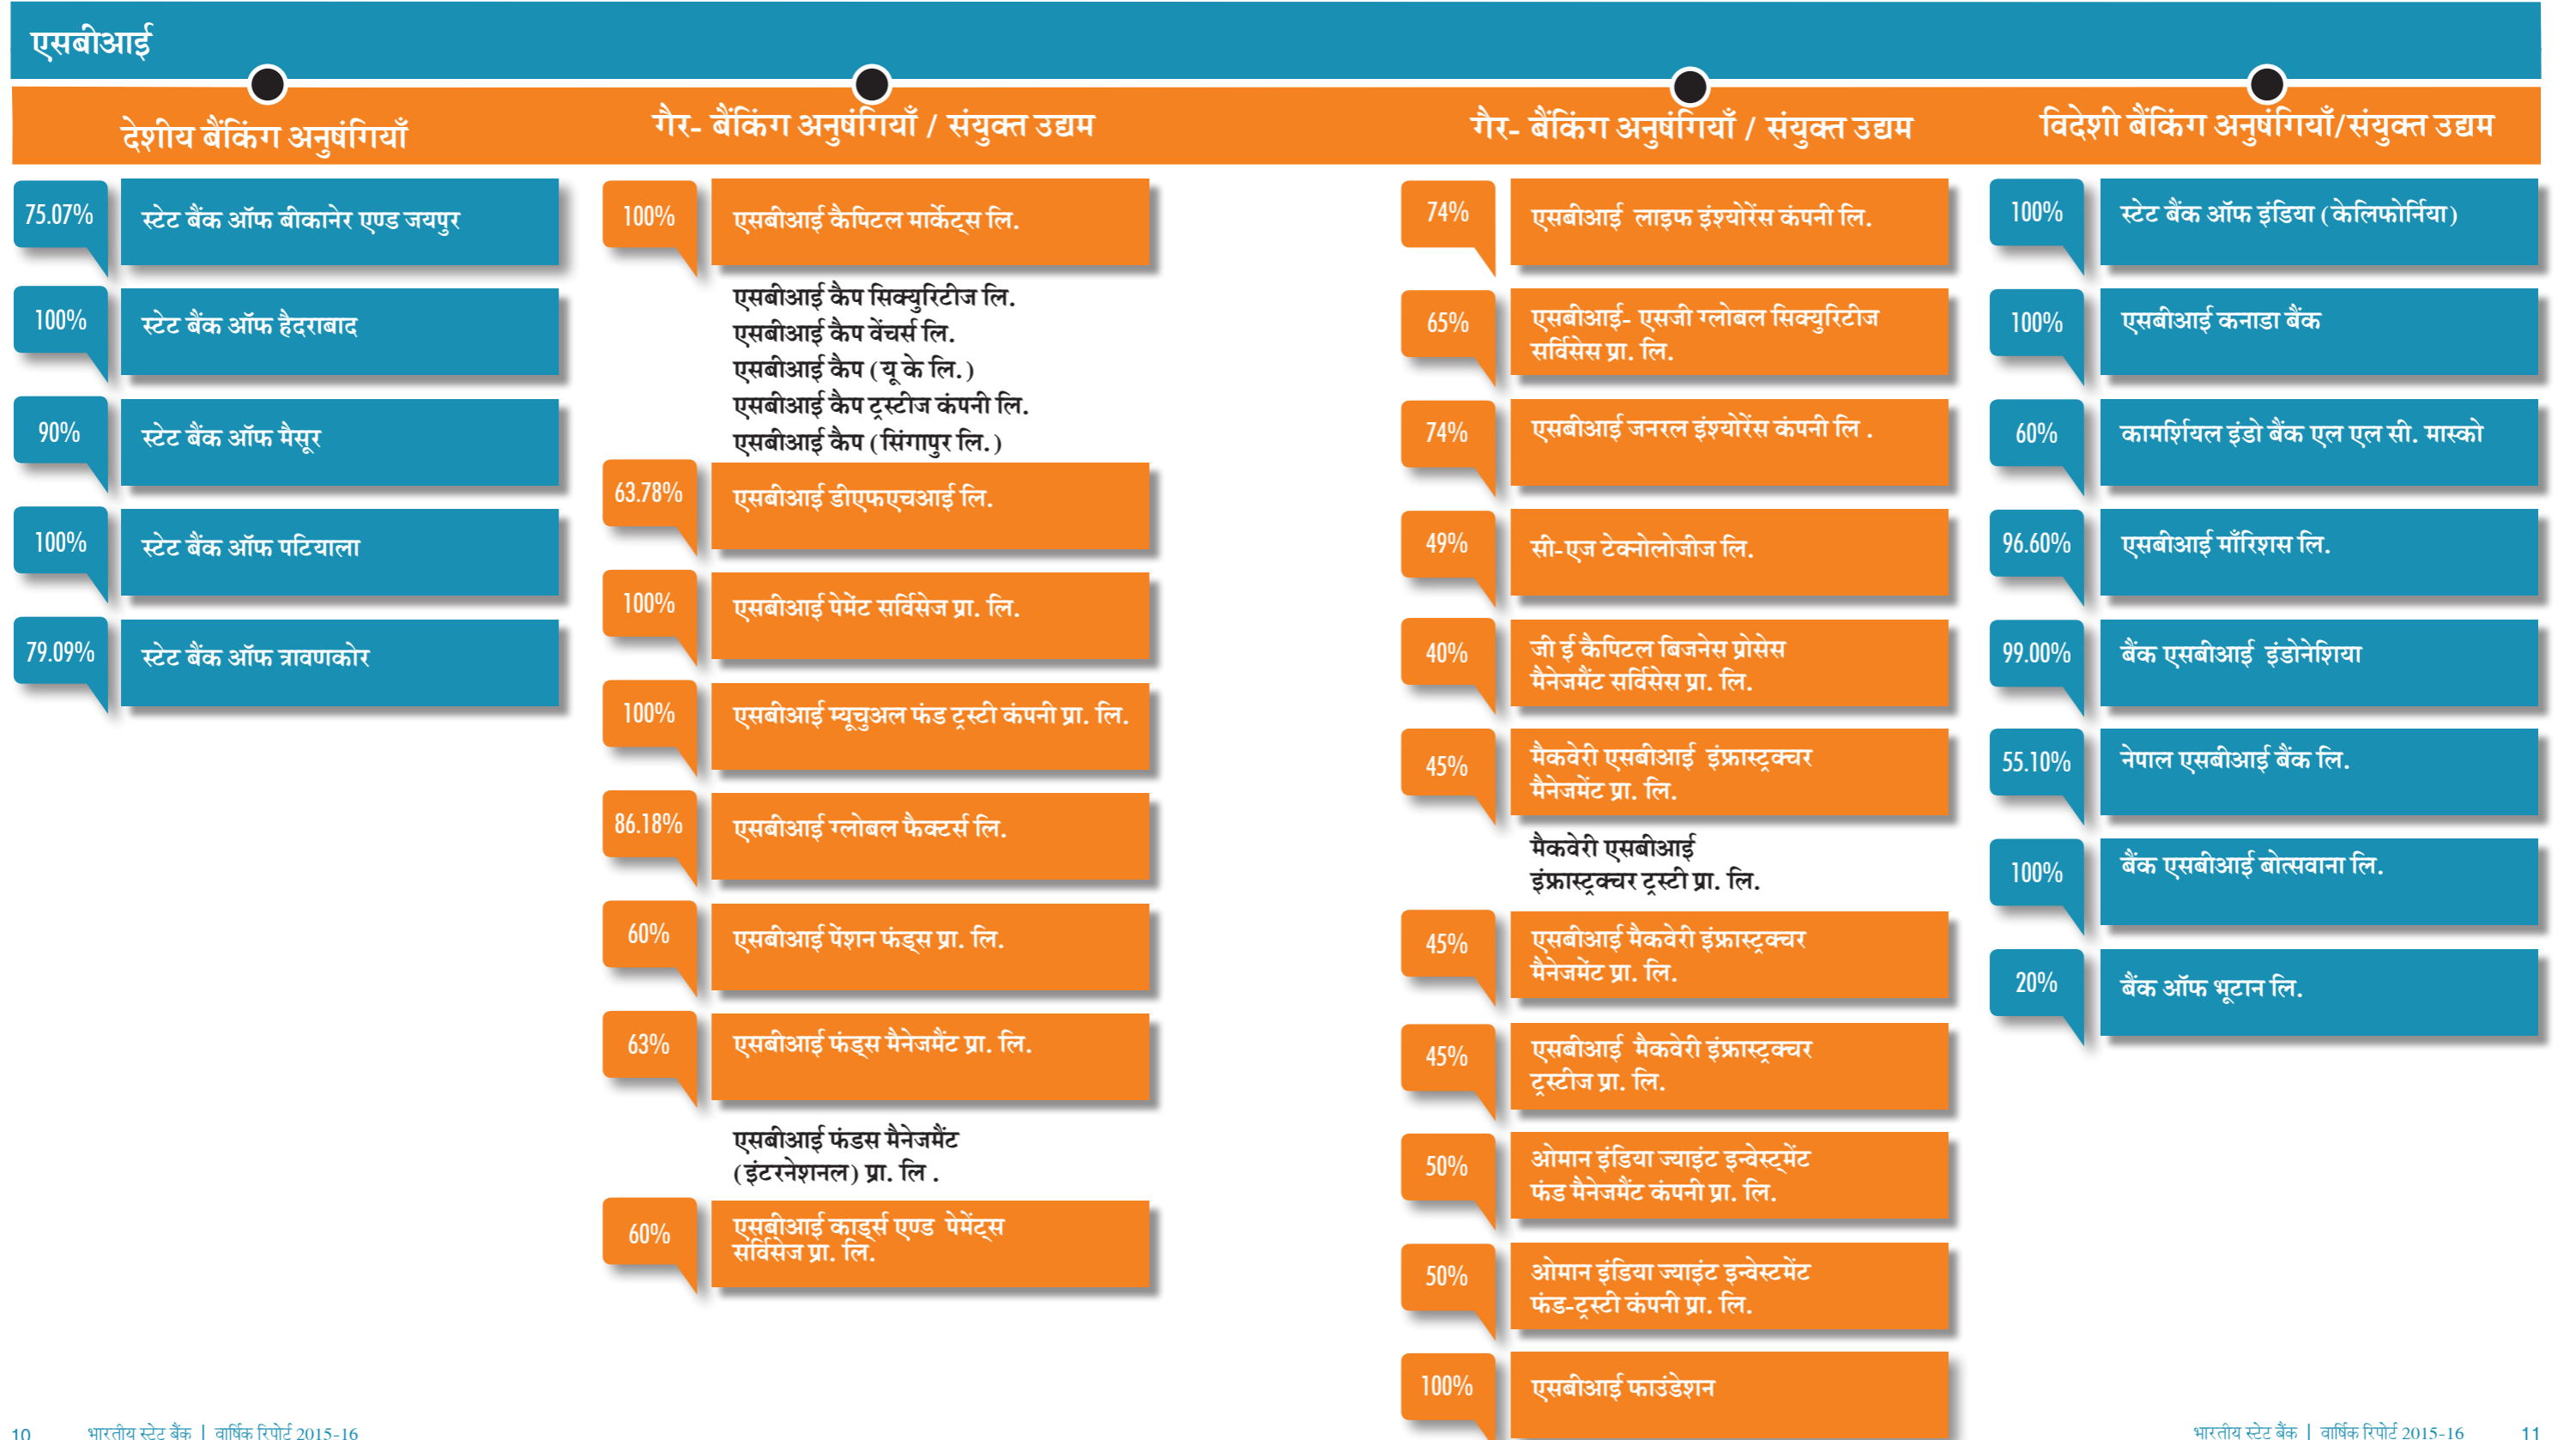 एसबीआई
देशीय बैंकिंग अनुषंगियाँ
75.07%
स्टेट बैंक ऑफ बीकानेर एण्ड जयपुर
100%
स्टेट बैंक ऑफ हैदराबाद
90%
स्टेट बैंक ऑफ मैसूर
100%
स्टेट बैंक ऑफ पटियाला
79.09%
स्टेट बैंक ऑफ त्रावणकोर
गैर- बैंकिंग अनुषंगियाँ / संयुक्त उद्यम
100%
एसबीआई कैपिटल मार्केट्स लि.
एसबीआई कैप सिक्युरिटीज लि.
एसबीआई कैप वेंचर्स लि.
एसबीआई कैप (यू के लि.)
एसबीआई कैप ट्रस्टीज कंपनी लि.
एसबीआई कैप (सिंगापुर लि.)
63.78%
एसबीआई डीएफएचआई लि.
100%
एसबीआई पेमेंट सर्विसेज प्रा. लि.
100%
एसबीआई म्यूचुअल फंड ट्रस्टी कंपनी प्रा. लि.
86.18%
एसबीआई ग्लोबल फैक्टर्स लि.
60%
एसबीआई पेंशन फंड्स प्रा. लि.
63%
एसबीआई फंड्स मैनेजमैंट प्रा. लि.
एसबीआई फंडस मैनेजमैंट
(इंटरनेशनल) प्रा. लि .
60%
एसबीआई कार्ड्स एण्ड पेमेंट्स
सर्विसेज प्रा. लि.
गैर- बैंकिंग अनुषंगियाँ / संयुक्त उद्यम
74%
एसबीआई लाइफ इंश्योरेंस कंपनी लि.
65%
एसबीआई- एसजी ग्लोबल सिक्युरिटीज
सर्विसेस प्रा. लि.
74%
एसबीआई जनरल इंश्योरेंस कंपनी लि .
49%
सी-एज टेक्नोलोजीज लि.
40%
जी ई कैपिटल बिजनेस प्रोसेस
मैनेजमैंट सर्विसेस प्रा. लि.
45%
मैकवेरी एसबीआई इंफ्रास्ट्रक्चर
मैनेजमेंट प्रा. लि.
मैकवेरी एसबीआई
इंफ्रास्ट्रक्चर ट्रस्टी प्रा. लि.
45%
एसबीआई मैकवेरी इंफ्रास्ट्रक्चर
मैनेजमेंट प्रा. लि.
45%
एसबीआई मैकवेरी इंफ्रास्ट्रक्चर
ट्रस्टीज प्रा. लि.
50%
ओमान इंडिया ज्याइंट इन्वेस्ट्मेंट
फंड मैनेजमैंट कंपनी प्रा. लि.
50%
ओमान इंडिया ज्याइंट इन्वेस्टमेंट
फंड-ट्रस्टी कंपनी प्रा. लि.
100%
एसबीआई फाउंडेशन
विदेशी बैंकिंग अनुषंगियाँ/संयुक्त उद्यम
100%
स्टेट बैंक ऑफ इंडिया (केलिफोर्निया)
100%
एसबीआई कनाडा बैंक
60%
कामर्शियल इंडो बैंक एल एल सी. मास्को
96.60%
एसबीआई माँरिशस लि.
99.00%
बैंक एसबीआई इंडोनेशिया
55.10%
नेपाल एसबीआई बैंक लि.
100%
बैंक एसबीआई बोत्सवाना लि.
20%
बैंक ऑफ भूटान लि.
10 भारतीय स्टेट बैंक | वार्षिक रिपोर्ट 2015-16
भारतीय स्टेट बैंक | वार्षिक रिपोर्ट 2015-16 11